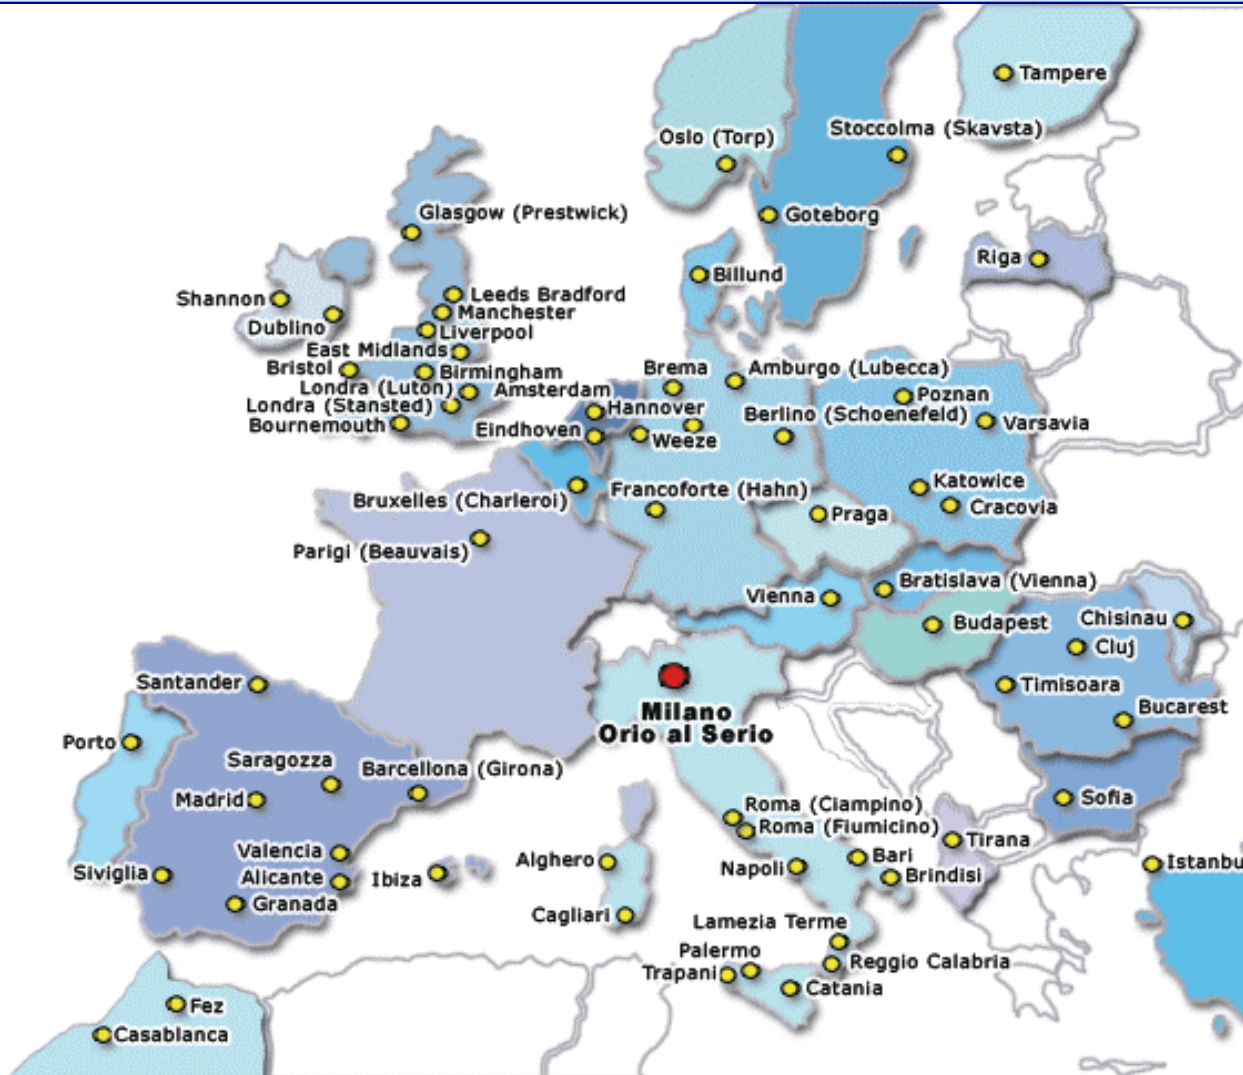 Tampere
Stoccolma (Skavsta)
Oslo (Torp)
Glasgow (Prestwick)
Goteborg
Riga
Billund
Shannon
Leeds Bradford
Manchester
Dublino
Liverpool
East Midlands
Bristol
Birmingham
Brema
Amburgo (Lubecca)
Londra (Luton)
Amsterdam
Poznan
Londra (Stansted)
Hannover
Berlino (Schoenefeld)
Varsavia
Bournemouth
Eindhoven
Weeze
Katowice
Francoforte (Hahn)
Bruxelles (Charleroi)
Cracovia
Praga
Parigi (Beauvais)
Bratislava (Vienna)
Vienna
Budapest
Chisinau
Cluj
Santander
Timisoara
Milano
Orio al Serio
Bucarest
Porto
Saragozza
Barcellona (Girona)
Madrid
Sofia
Roma (Ciampino)
Roma (Fiumicino)
Tirana
Valencia
Alghero
Bari
Istanbu
Napoli
Siviglia
Alicante
Ibiza
Brindisi
Granada
Cagliari
Lamezia Terme
Palermo
Reggio Calabria
Trapani
Catania
Fez
Casablanca